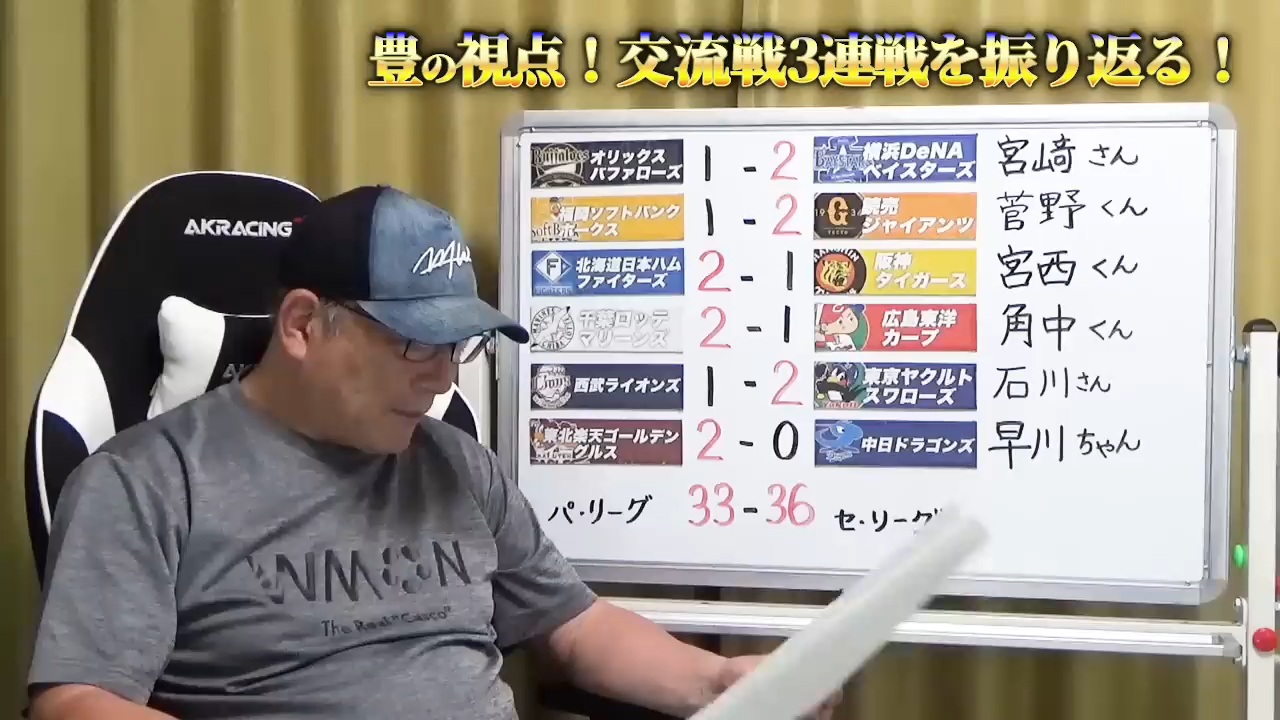 豊の視点!交流戦3連戦を振り返る!
AKRACING
オリックス バファローズ 1 - 2 横浜DeNA ベイスターズ 宮﨑さん
福岡ソフトバンク ホークス 1 - 2 読売 ジャイアンツ 菅野くん
北海道日本ハム ファイターズ 2 - 1 阪神 タイガース 宮西くん
千葉ロッテ マリーンズ 2 - 1 広島東洋 カープ 角中くん
西武ライオンズ 1 - 2 東京ヤクルト スワローズ 石川さん
東北楽天ゴールデン グルス 2 - 0 中日ドラゴンズ 早川ちゃん
パ・リーグ 33 - 36 セ・リーグ
WMON
The Real "Casco"